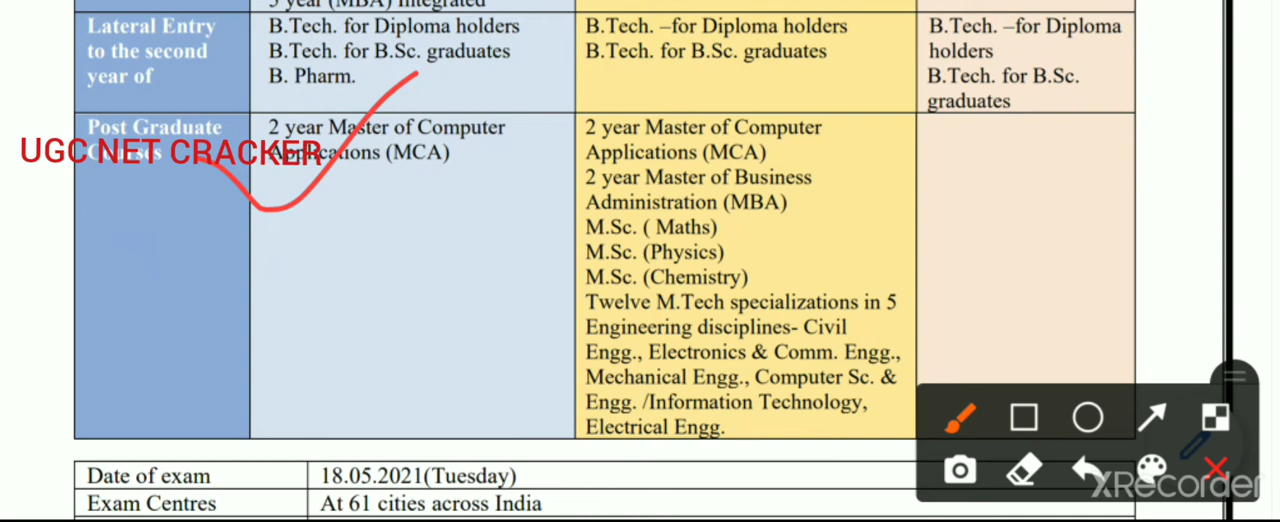 5 year (MBA) Integrated
Lateral Entry
to the second
year of
B.Tech. for Diploma holders
B.Tech. for B.Sc. graduates
B. Pharm.
B.Tech. –for Diploma holders
B.Tech. for B.Sc. graduates
B.Tech. –for Diploma
holders
B.Tech. for B.Sc.
graduates
Post Graduate
Courses
UGC NET CRACKER
2 year Master of Computer
Applications (MCA)
2 year Master of Computer
Applications (MCA)
2 year Master of Business
Administration (MBA)
M.Sc. ( Maths)
M.Sc. (Physics)
M.Sc. (Chemistry)
Twelve M.Tech specializations in 5
Engineering disciplines- Civil
Engg., Electronics & Comm. Engg.,
Mechanical Engg., Computer Sc. &
Engg. /Information Technology,
Electrical Engg.
Date of exam
18.05.2021(Tuesday)
Exam Centres
At 61 cities across India
XRecorder